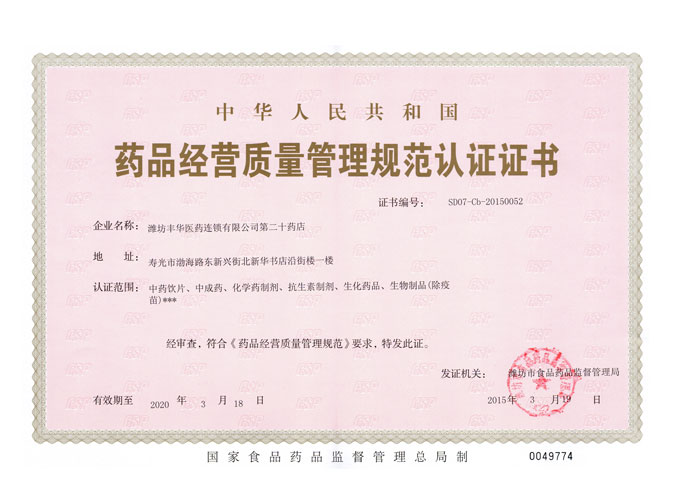 中华人民共和国
药品经营质量管理规范认证证书
证书编号： SD07-Cb-20150052
企业名称： 潍坊丰华医药连锁有限公司第二十药店
地 址： 寿光市渤海路东新兴街北新华书店沿街楼一楼
认证范围： 中药饮片、中成药、化学药制剂、抗生素制剂、生化药品、生物制品(除疫
苗)***
经审查，符合《药品经营质量管理规范》要求，特发此证。
发证机关： 潍坊市食品药品监督管理局
有效期至 2020 年 3 月 18 日 2015年 3 月 19 日
国家食品药品监督管理总局制 0049774